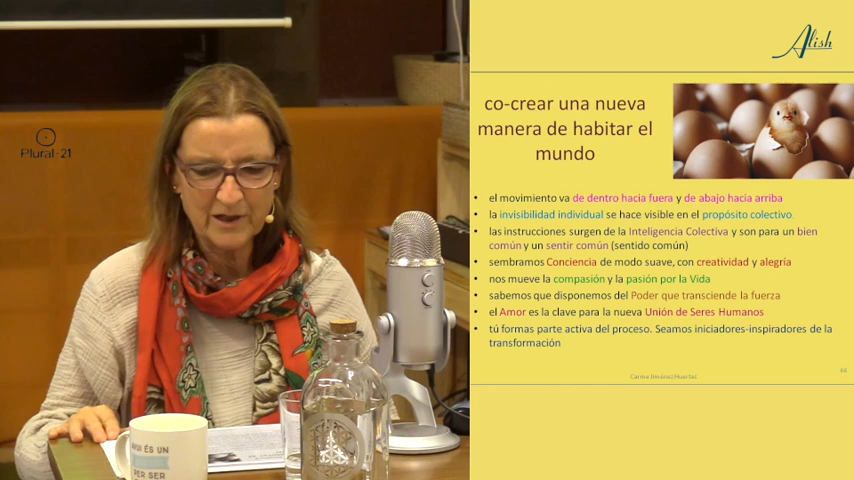 Alish
Plural-21
co-crear una nueva
manera de habitar el
mundo
• el movimiento va de dentro hacia fuera y de abajo hacia arriba
• la invisibilidad individual se hace visible en el propósito colectivo.
• las instrucciones surgen de la Inteligencia Colectiva y son para un bien
común y un sentir común (sentido común)
• sembramos Conciencia de modo suave, con creatividad y alegría
• nos mueve la compasión y la pasión por la Vida
• sabemos que disponemos del Poder que transciende la fuerza
• el Amor es la clave para la nueva Unión de Seres Humanos
• tú formas parte activa del proceso. Seamos iniciadores-inspiradores de la
transformación
Carme Jiménez Huertas
ÉS UN
PER SER